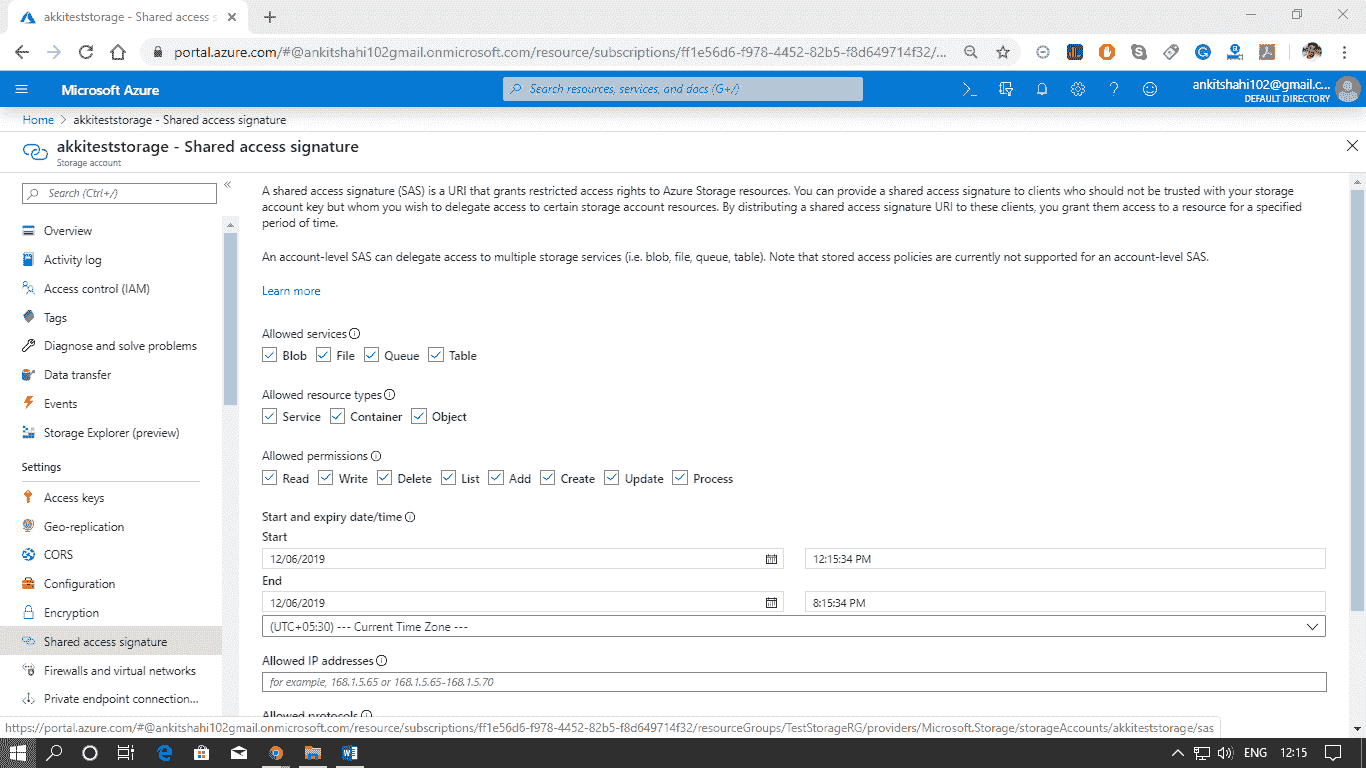 akkiteststorage - Shared access s
portal.azure.com/#@ankitshahi102gmail.onmicrosoft.com/resource/subscriptions/ff1e56d6-f978-4452-82b5-f8d649714f32/...
Microsoft Azure
Search resources, services, and docs (G+/)
ankitshahi102@gmail.c...
DEFAULT DIRECTORY
Home > akkiteststorage - Shared access signature
akkiteststorage - Shared access signature
Storage account
Search (Ctrl+/)
«
Overview
Activity log
Access control (IAM)
Tags
Diagnose and solve problems
Data transfer
Events
Storage Explorer (preview)
Settings
Access keys
Geo-replication
CORS
Configuration
Encryption
Shared access signature
Firewalls and virtual networks
Private endpoint connection...
A shared access signature (SAS) is a URI that grants restricted access rights to Azure Storage resources. You can provide a shared access signature to clients who should not be trusted with your storage
account key but whom you wish to delegate access to certain storage account resources. By distributing a shared access signature URI to these clients, you grant them access to a resource for a specified
period of time.
An account-level SAS can delegate access to multiple storage services (i.e. blob, file, queue, table). Note that stored access policies are currently not supported for an account-level SAS.
Learn more
Allowed services
Blob File Queue Table
Allowed resource types
Service Container Object
Allowed permissions
Read Write Delete List Add Create Update Process
Start and expiry date/time
Start
12/06/2019 12:15:34 PM
End
12/06/2019 8:15:34 PM
(UTC+05:30) --- Current Time Zone ---
Allowed IP addresses
for example, 168.1.5.65 or 168.1.5.65-168.1.5.70
Allowed protocols
https://portal.azure.com/#@ankitshahi102gmail.onmicrosoft.com/resource/subscriptions/ff1e56d6-f978-4452-82b5-f8d649714f32/resourceGroups/TestStorageRG/providers/Microsoft.Storage/storageAccounts/akkiteststorage/sas
ENG 12:15